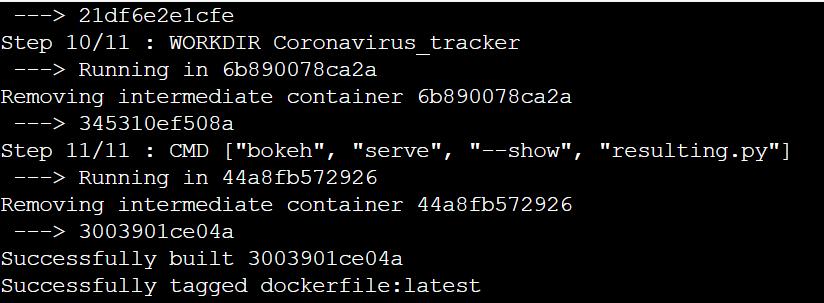 ---> 21df6e2e1cfe
Step 10/11 : WORKDIR Coronavirus_tracker
---> Running in 6b890078ca2a
Removing intermediate container 6b890078ca2a
---> 345310ef508a
Step 11/11 : CMD ["bokeh", "serve", "--show", "resulting.py"]
---> Running in 44a8fb572926
Removing intermediate container 44a8fb572926
---> 3003901ce04a
Successfully built 3003901ce04a
Successfully tagged dockerfile:latest